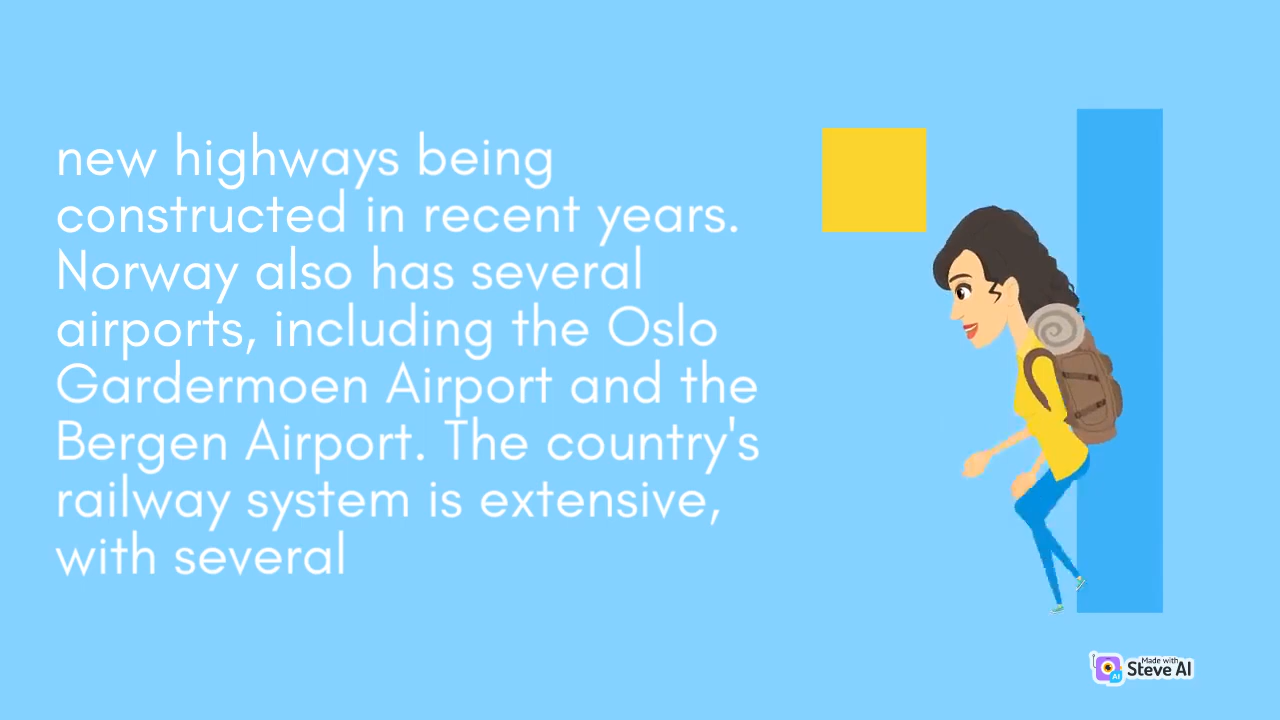 new highways being
constructed in recent years.
Norway also has several
airports, including the Oslo
Gardermoen Airport and the
Bergen Airport. The country's
railway system is extensive,
with several
Made with
Steve AI
AI